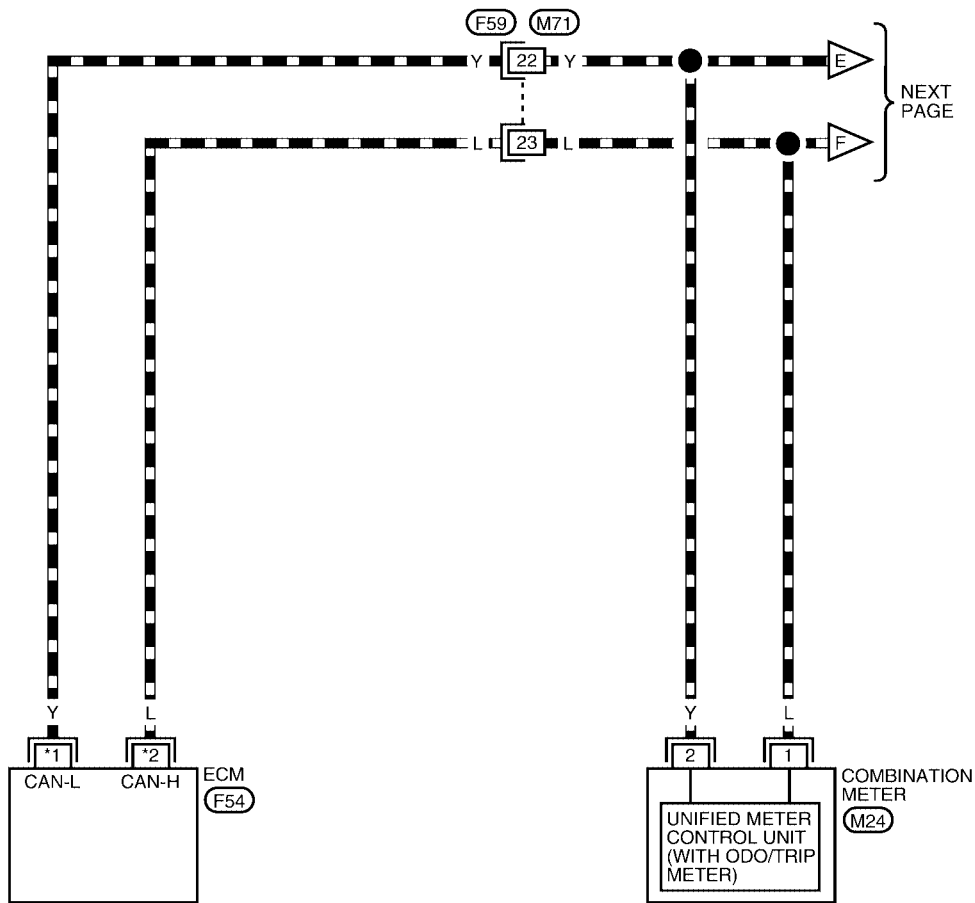 F59 M71
Y 22 Y E
NEXT
PAGE
L 23 L F
Y L Y L
*1 *2 2 1
CAN-L CAN-H
ECM
F54
COMBINATION
METER
M24
UNIFIED METER
CONTROL UNIT
(WITH ODO/TRIP
METER)